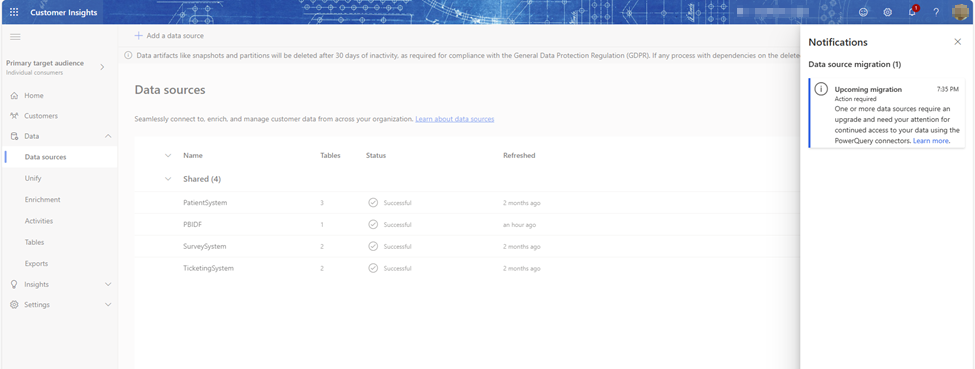 Customer Insights
1
?
Add a data source
Data artifacts like snapshots and partitions will be deleted after 30 days of inactivity, as required for compliance with the General Data Protection Regulation (GDPR). If any process with dependencies on the delete
Primary target audience
Individual consumers
Home
Customers
Data
Data sources
Unify
Enrichment
Activities
Tables
Exports
Insights
Settings
Data sources
Seamlessly connect to, enrich, and manage customer data from across your organization. Learn about data sources
Name Tables Status Refreshed
Shared (4)
PatientSystem 3 Successful 2 months ago
PBIDF 1 Successful an hour ago
SurveySystem 2 Successful 2 months ago
TicketingSystem 2 Successful 2 months ago
Notifications
Data source migration (1)
Upcoming migration 7:35 PM
Action required
One or more data sources require an
upgrade and need your attention for
continued access to your data using the
PowerQuery connectors. Learn more.